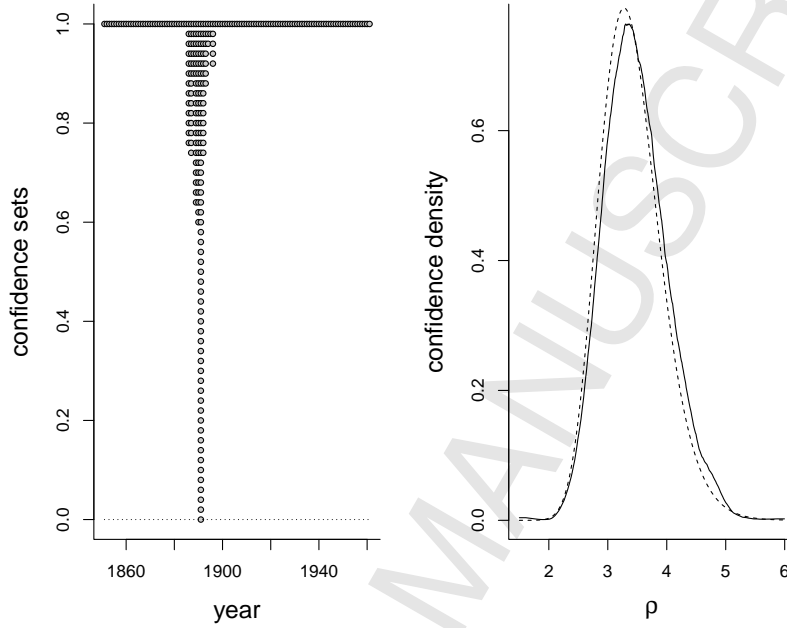 confidence sets
1.0
0.8
0.6
0.4
0.2
0.0
1860 1900 1940
year
confidence density
0.6
0.4
0.2
0.0
2 3 4 5 6
ρ
MANUSCR